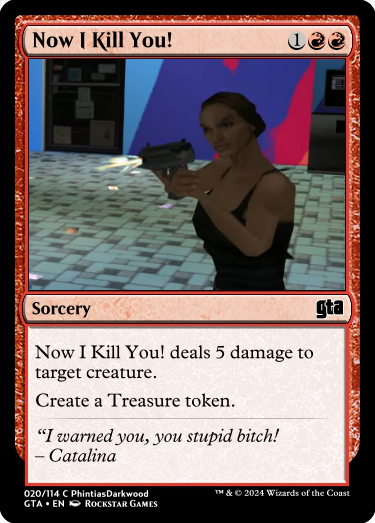 Now I Kill You! 1
Sorcery gta
Now I Kill You! deals 5 damage to
target creature.
Create a Treasure token.
“I warned you, you stupid bitch!
– Catalina
020/114 C PhintiasDarkwood ™ & © 2024 Wizards of the Coast
GTA • EN Rockstar Games